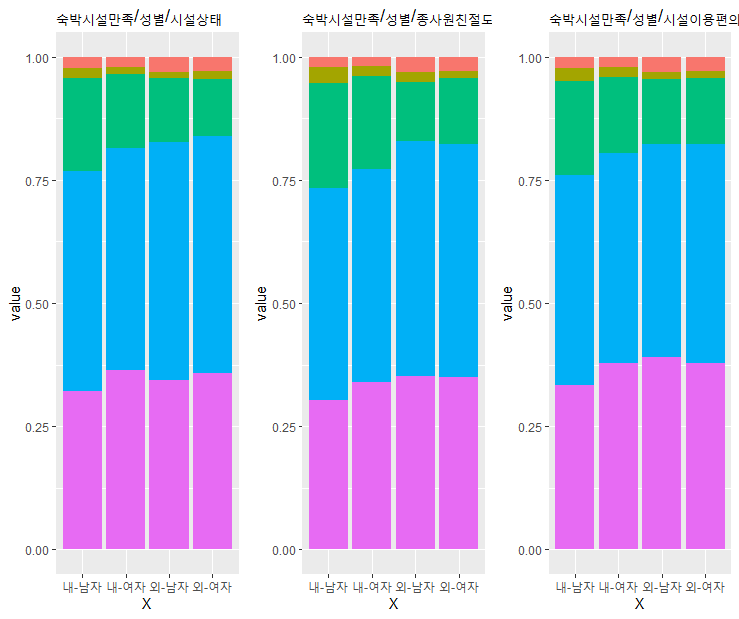 숙박시설만족/성별/시설상태
value
1.00
0.75
0.50
0.25
0.00
내-남자 내-여자 외-남자 외-여자
X
숙박시설만족/성별/종사원친절도
value
1.00
0.75
0.50
0.25
0.00
내-남자 내-여자 외-남자 외-여자
X
숙박시설만족/성별/시설이용편의
value
1.00
0.75
0.50
0.25
0.00
내-남자 내-여자 외-남자 외-여자
X